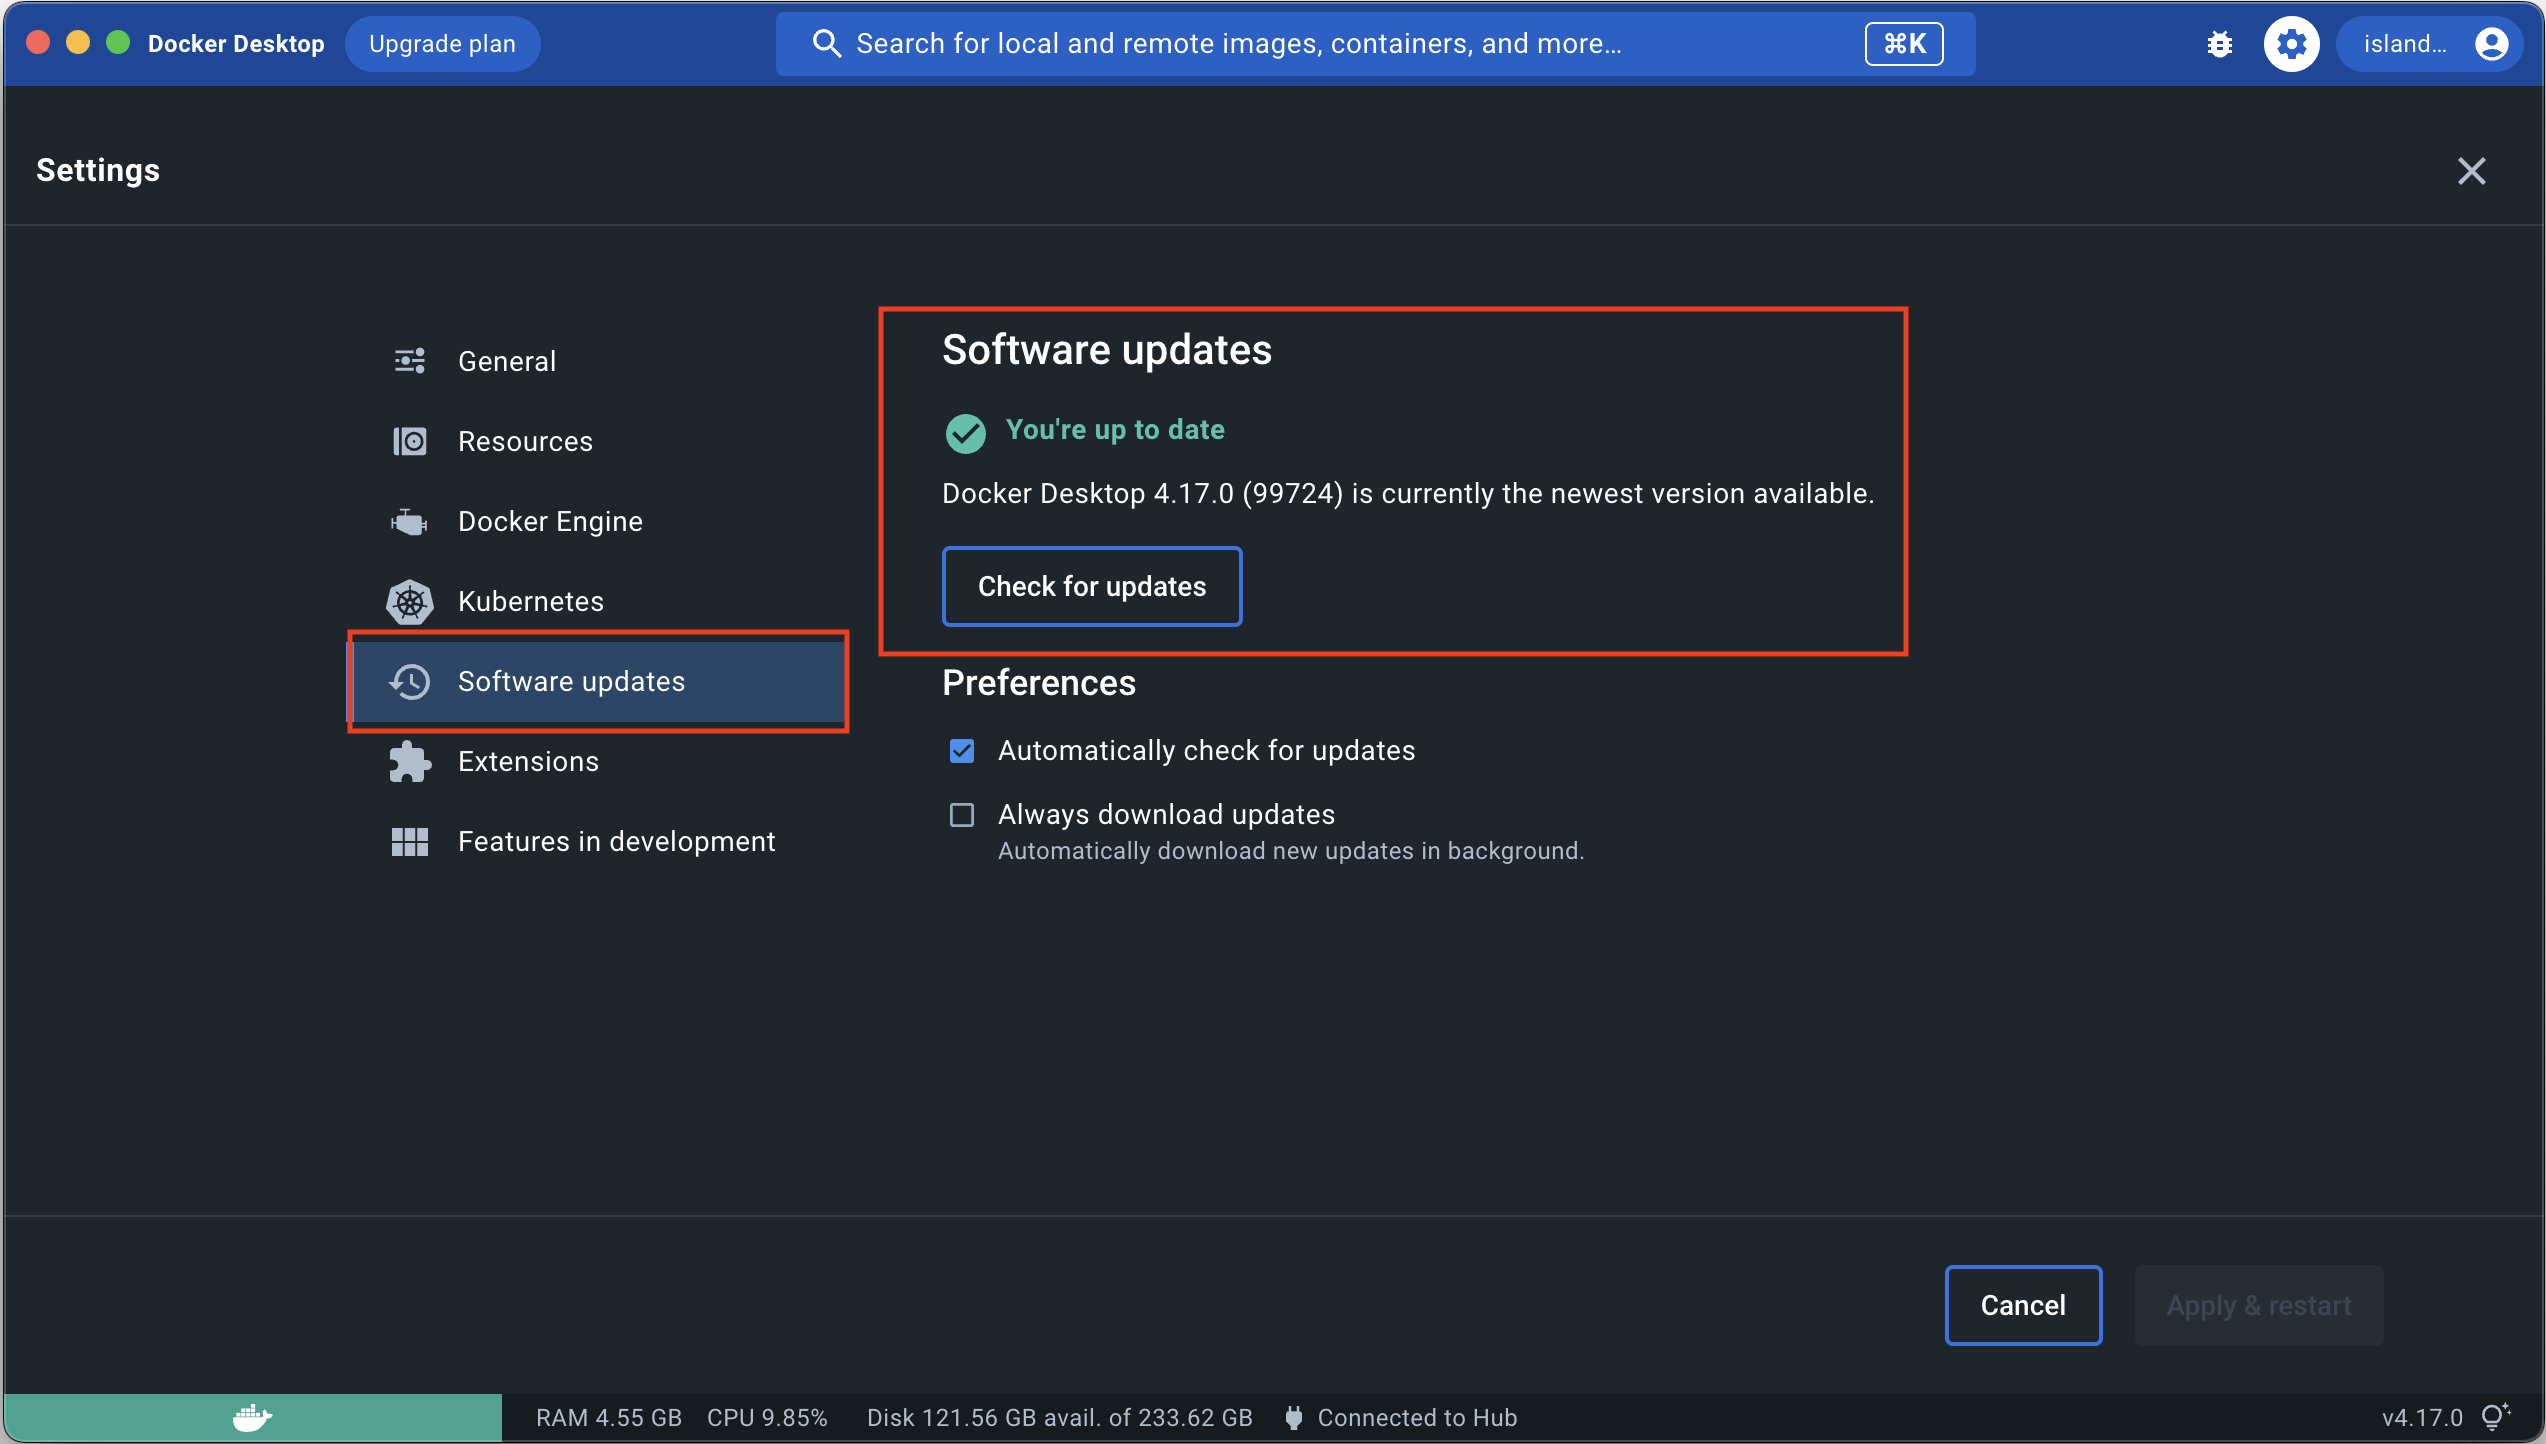 Docker Desktop
Upgrade plan
Search for local and remote images, containers, and more...
⌘K
island...
Settings
General
Resources
Docker Engine
Kubernetes
Software updates
Extensions
Features in development
Software updates
You're up to date
Docker Desktop 4.17.0 (99724) is currently the newest version available.
Check for updates
Preferences
Automatically check for updates
Always download updates
Automatically download new updates in background.
Cancel
Apply & restart
RAM 4.55 GB CPU 9.85% Disk 121.56 GB avail. of 233.62 GB Connected to Hub
v4.17.0